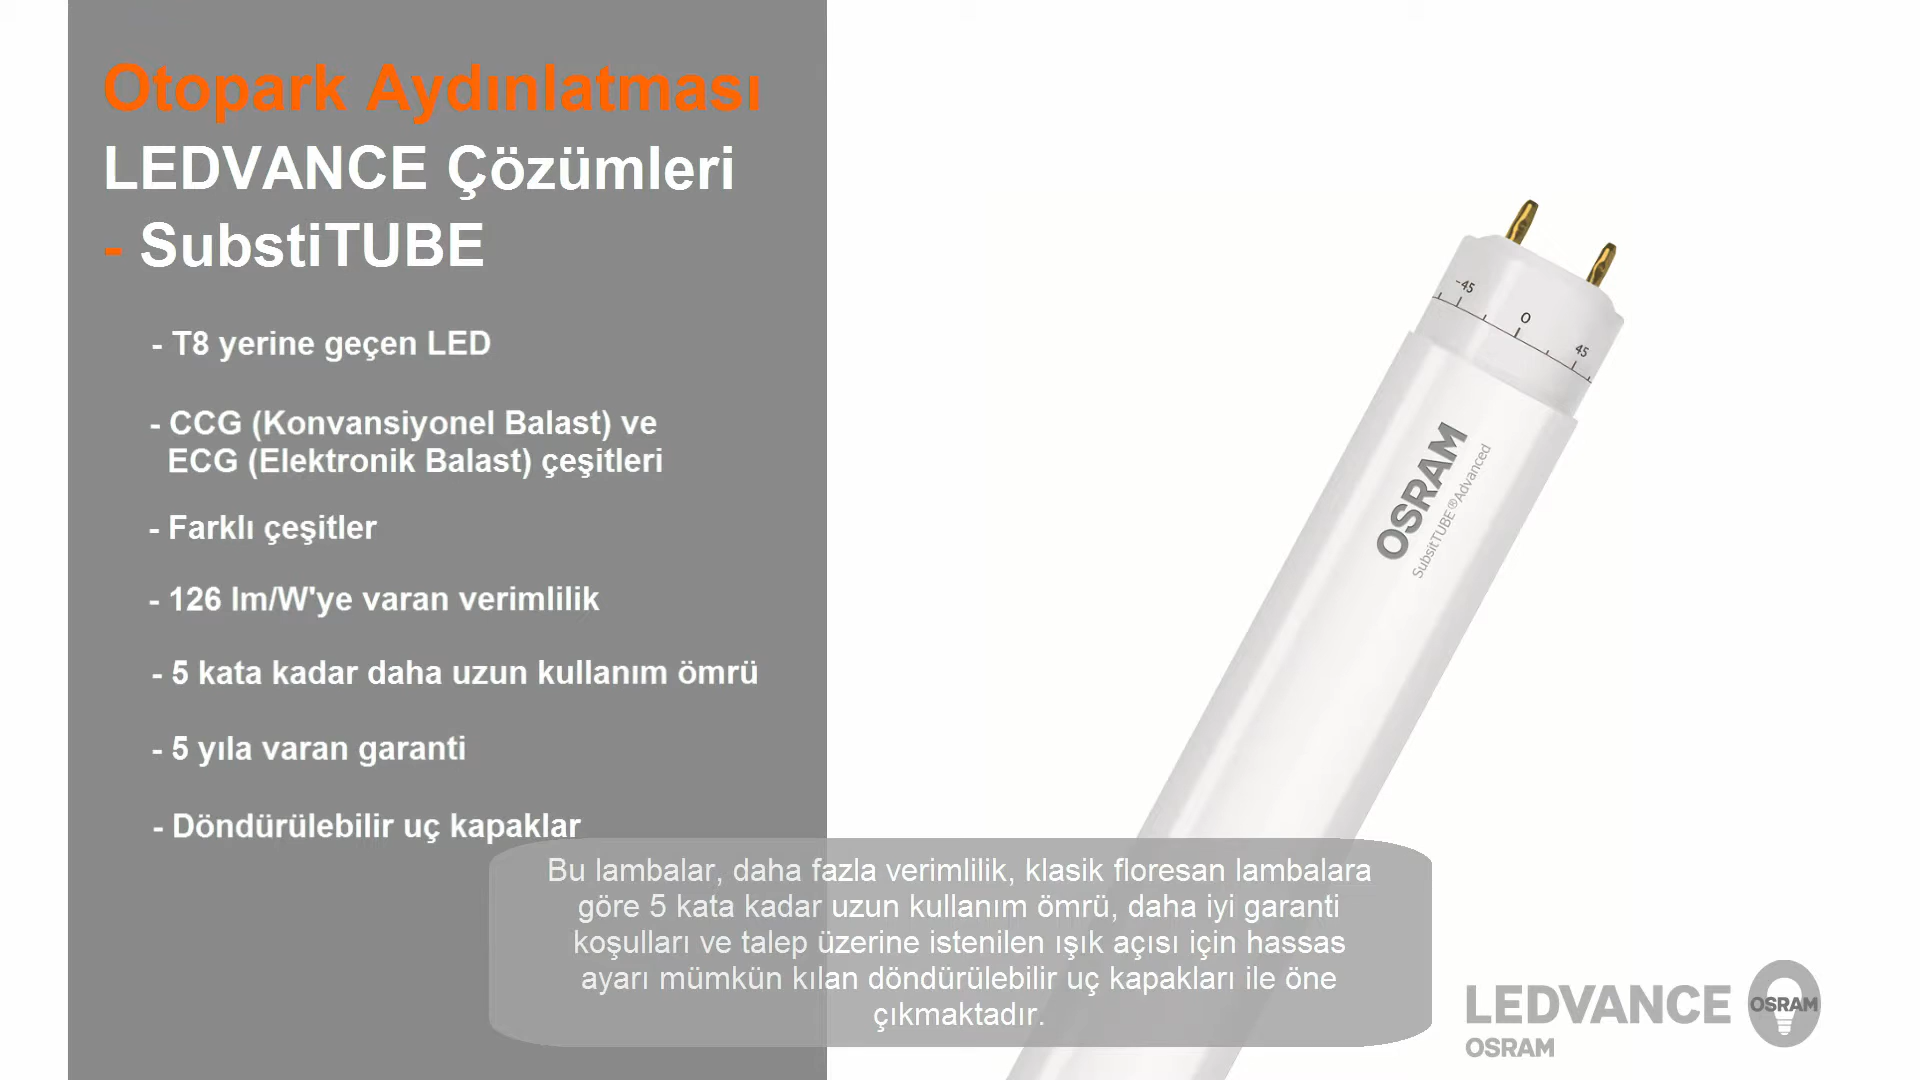 Otopark Aydınlatması
LEDVANCE Çözümleri
- SubstiTUBE
- T8 yerine geçen LED
- CCG (Konvansiyonel Balast) ve
ECG (Elektronik Balast) çeşitleri
- Farklı çeşitler
- 126 lm/W'ye varan verimlilik
- 5 kata kadar daha uzun kullanım ömrü
- 5 yıla varan garanti
- Döndürülebilir uç kapaklar
-45
0
45
OSRAM
SubsitTUBE®Advanced
Bu lambalar, daha fazla verimlilik, klasik floresan lambalara
göre 5 kata kadar uzun kullanım ömrü, daha iyi garanti
koşulları ve talep üzerine istenilen ışık açısı için hassas
ayarı mümkün kılan döndürülebilir uç kapakları ile öne
çıkmaktadır.
LEDVANCE
OSRAM
OSRAM